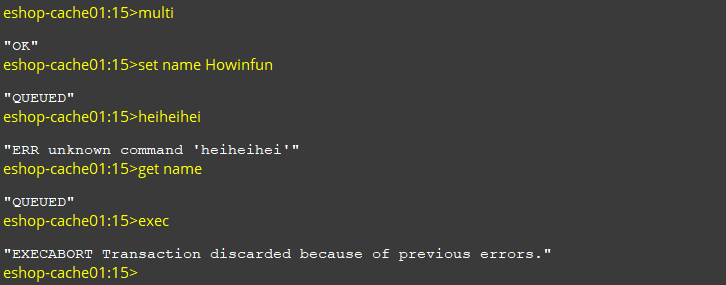 eshop-cache01:15>multi
"OK"
eshop-cache01:15>set name Howinfun
"QUEUED"
eshop-cache01:15>heiheihei
"ERR unknown command 'heiheihei'"
eshop-cache01:15>get name
"QUEUED"
eshop-cache01:15>exec
"EXECABORT Transaction discarded because of previous errors."
eshop-cache01:15>